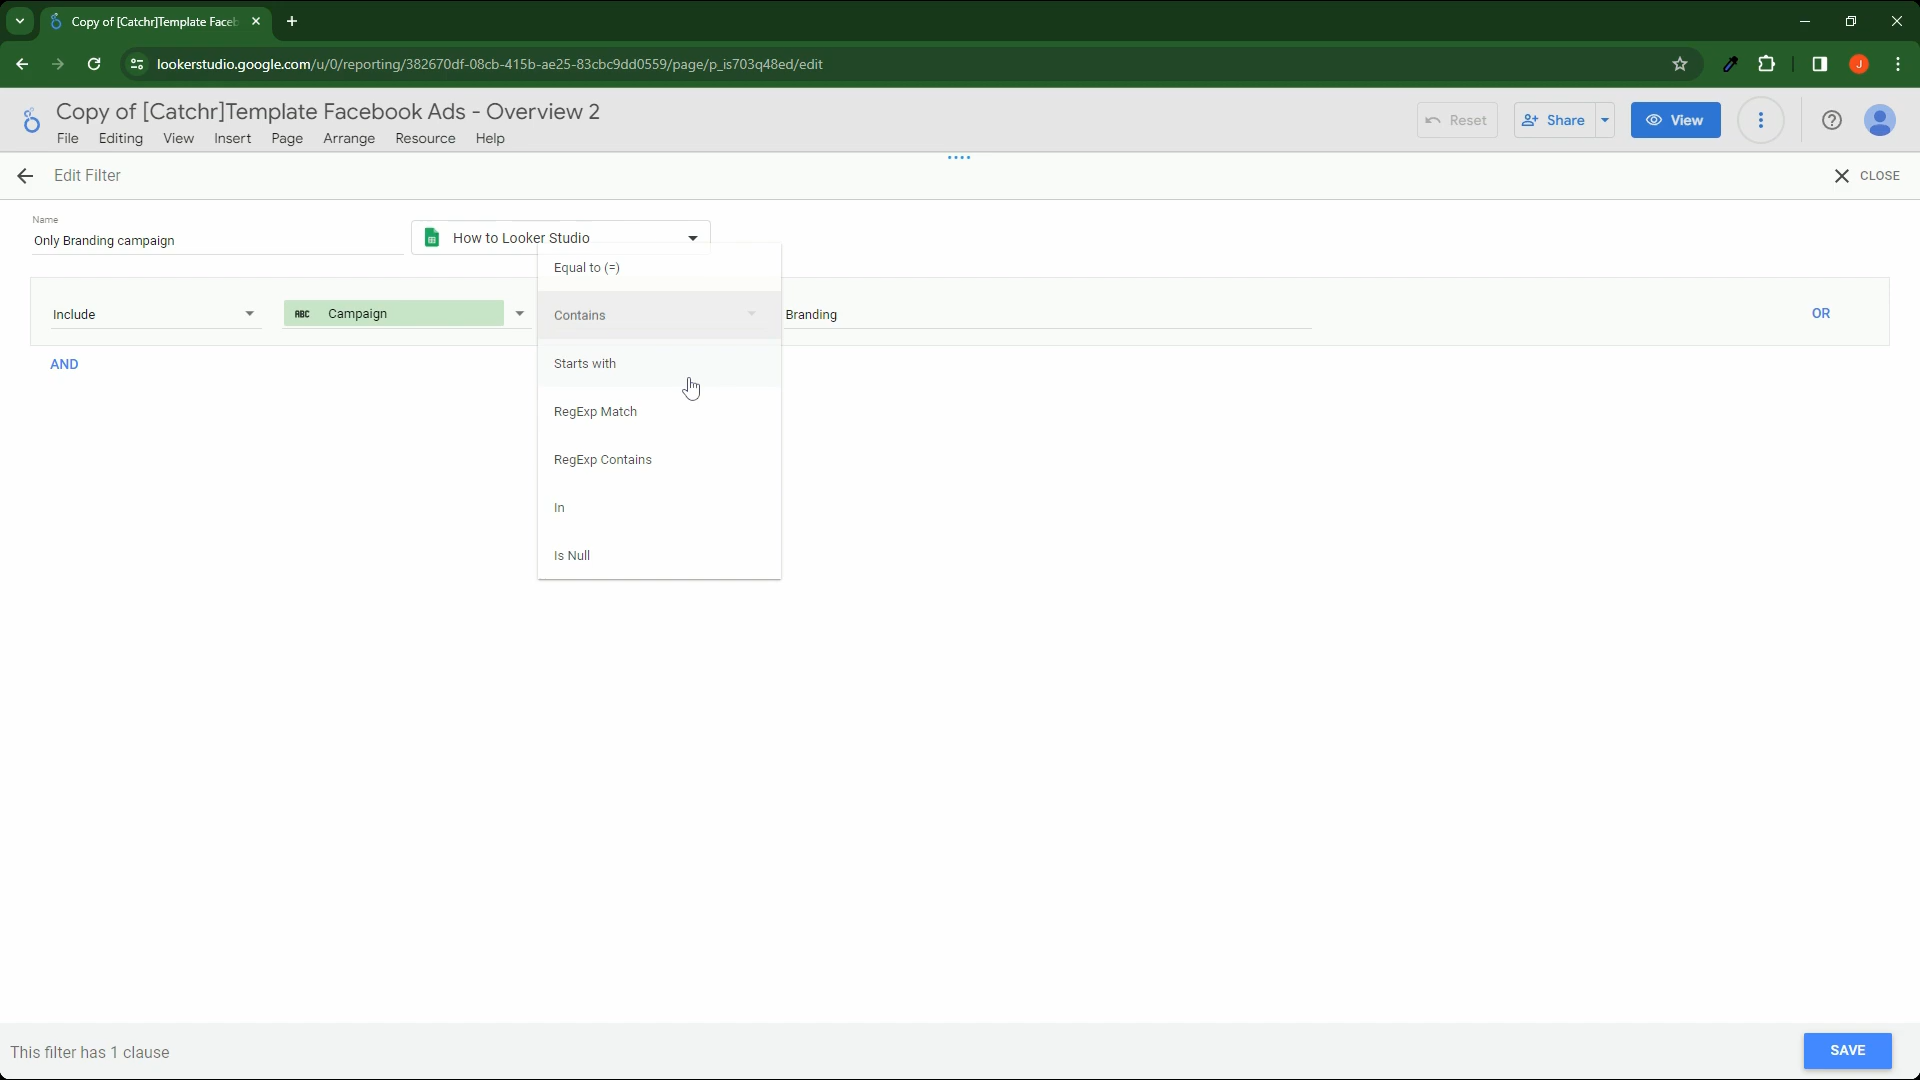 Copy of [Catchr]Template Faceb
lookerstudio.google.com/u/0/reporting/382670df-08cb-415b-ae25-83cbc9dd0559/page/p_is703q48ed/edit
J
Copy of [Catchr]Template Facebook Ads - Overview 2
File Editing View Insert Page Arrange Resource Help
Reset
Share
View
Edit Filter
CLOSE
Name
Only Branding campaign
How to Looker Studio
Include
ABC Campaign
Equal to (=)
Contains
Starts with
RegExp Match
RegExp Contains
In
Is Null
Branding
OR
AND
This filter has 1 clause
SAVE